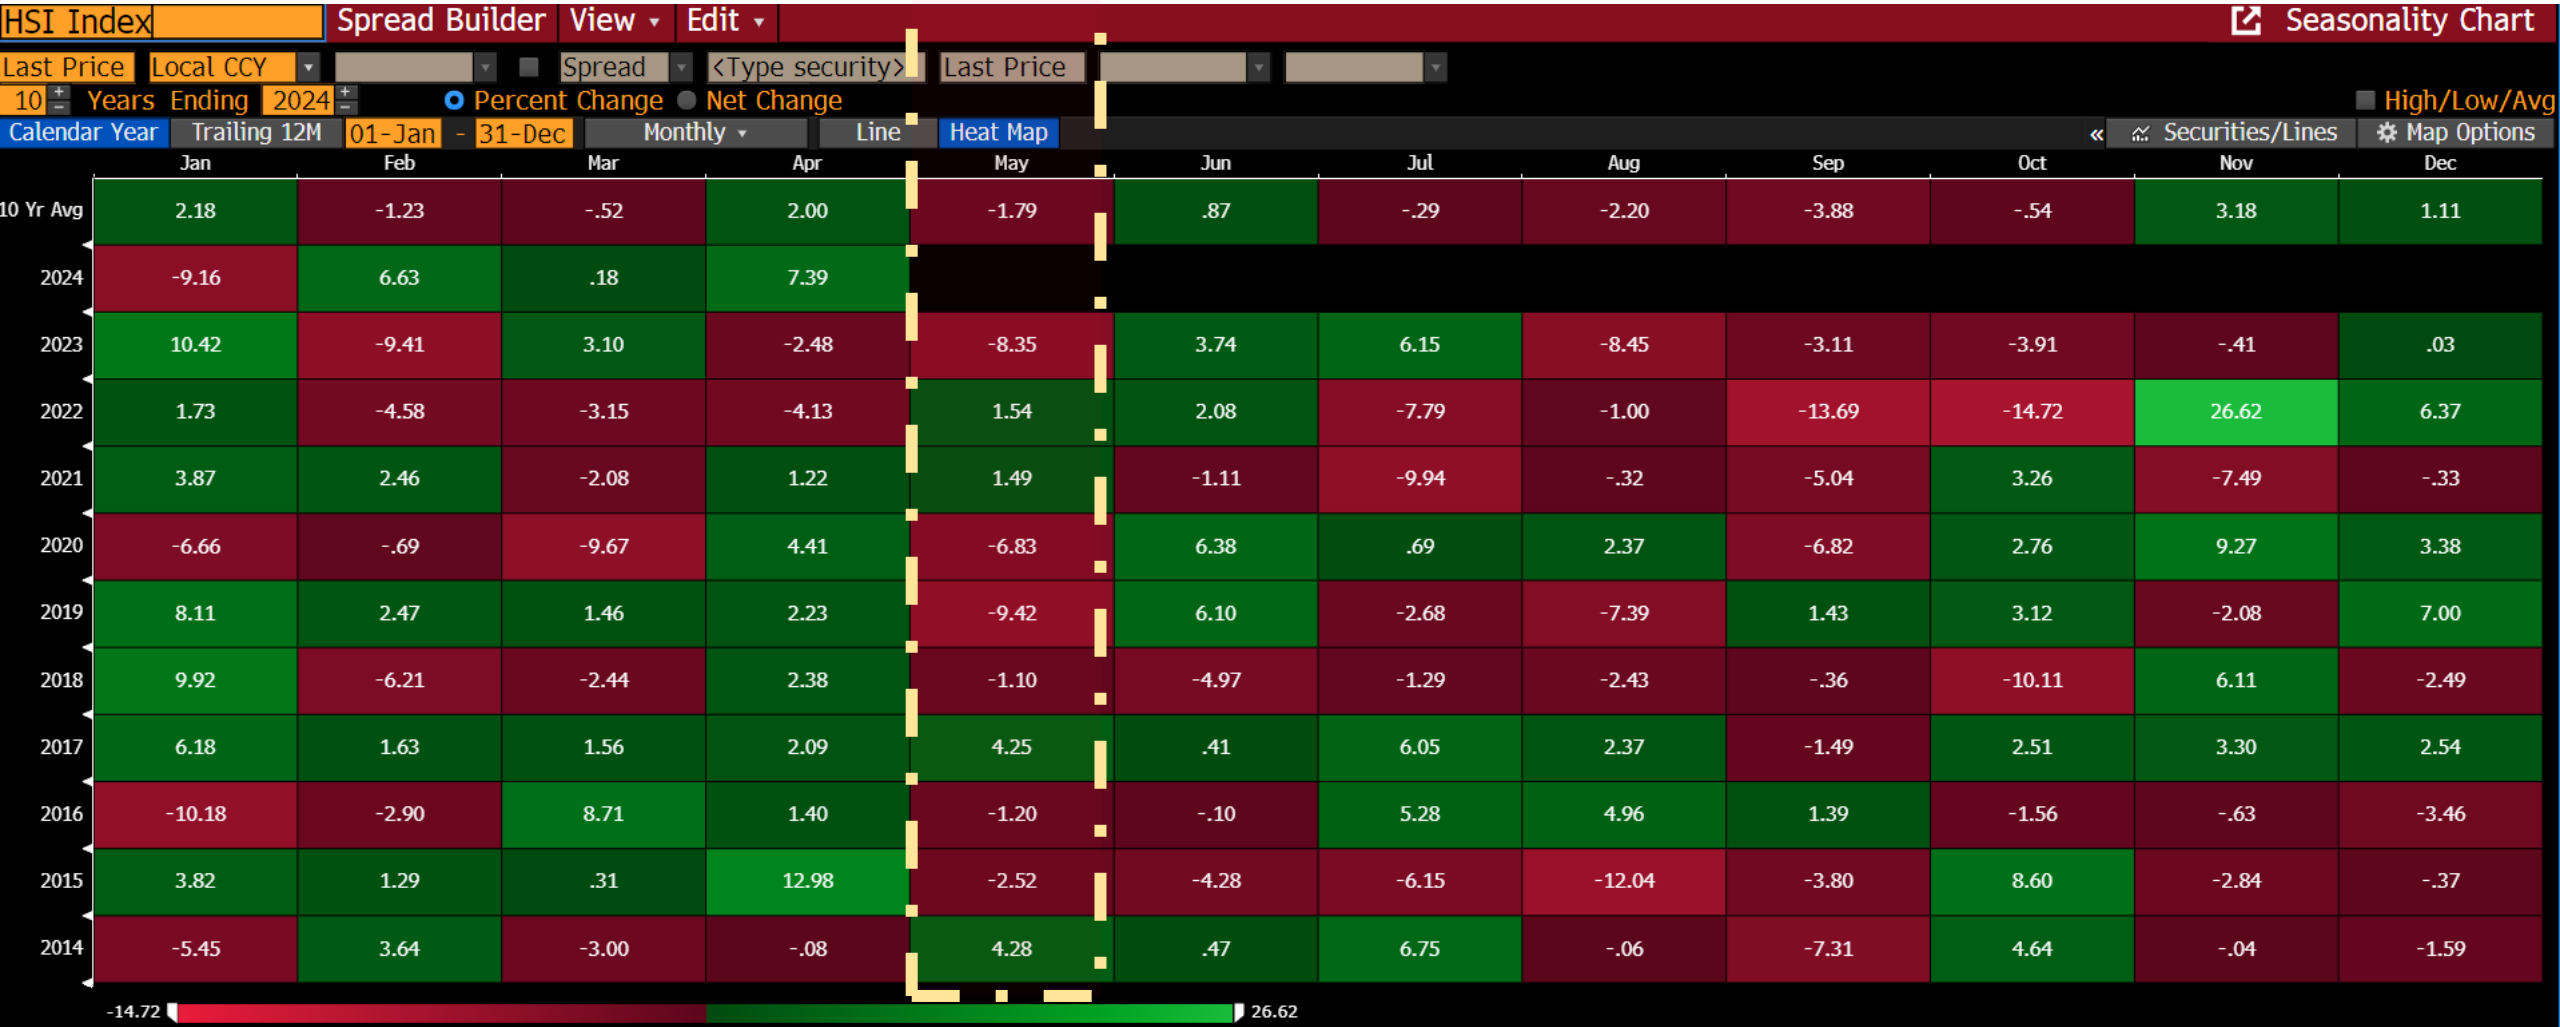 HSI Index Spread Builder View Edit Seasonality Chart
Last Price Local CCY Spread <Type security> Last Price
10 + - Years Ending 2024 + - Percent Change Net Change High/Low/Avg
Calendar Year Trailing 12M 01-Jan - 31-Dec Monthly Line Heat Map « Securities/Lines Map Options
Jan Feb Mar Apr May Jun Jul Aug Sep Oct Nov Dec
10 Yr Avg 2.18 -1.23 -.52 2.00 -1.79 .87 -.29 -2.20 -3.88 -.54 3.18 1.11
2024 -9.16 6.63 .18 7.39
2023 10.42 -9.41 3.10 -2.48 -8.35 3.74 6.15 -8.45 -3.11 -3.91 -.41 .03
2022 1.73 -4.58 -3.15 -4.13 1.54 2.08 -7.79 -1.00 -13.69 -14.72 26.62 6.37
2021 3.87 2.46 -2.08 1.22 1.49 -1.11 -9.94 -.32 -5.04 3.26 -7.49 -.33
2020 -6.66 -.69 -9.67 4.41 -6.83 6.38 .69 2.37 -6.82 2.76 9.27 3.38
2019 8.11 2.47 1.46 2.23 -9.42 6.10 -2.68 -7.39 1.43 3.12 -2.08 7.00
2018 9.92 -6.21 -2.44 2.38 -1.10 -4.97 -1.29 -2.43 -.36 -10.11 6.11 -2.49
2017 6.18 1.63 1.56 2.09 4.25 .41 6.05 2.37 -1.49 2.51 3.30 2.54
2016 -10.18 -2.90 8.71 1.40 -1.20 -.10 5.28 4.96 1.39 -1.56 -.63 -3.46
2015 3.82 1.29 .31 12.98 -2.52 -4.28 -6.15 -12.04 -3.80 8.60 -2.84 -.37
2014 -5.45 3.64 -3.00 -.08 4.28 .47 6.75 -.06 -7.31 4.64 -.04 -1.59
-14.72 26.62